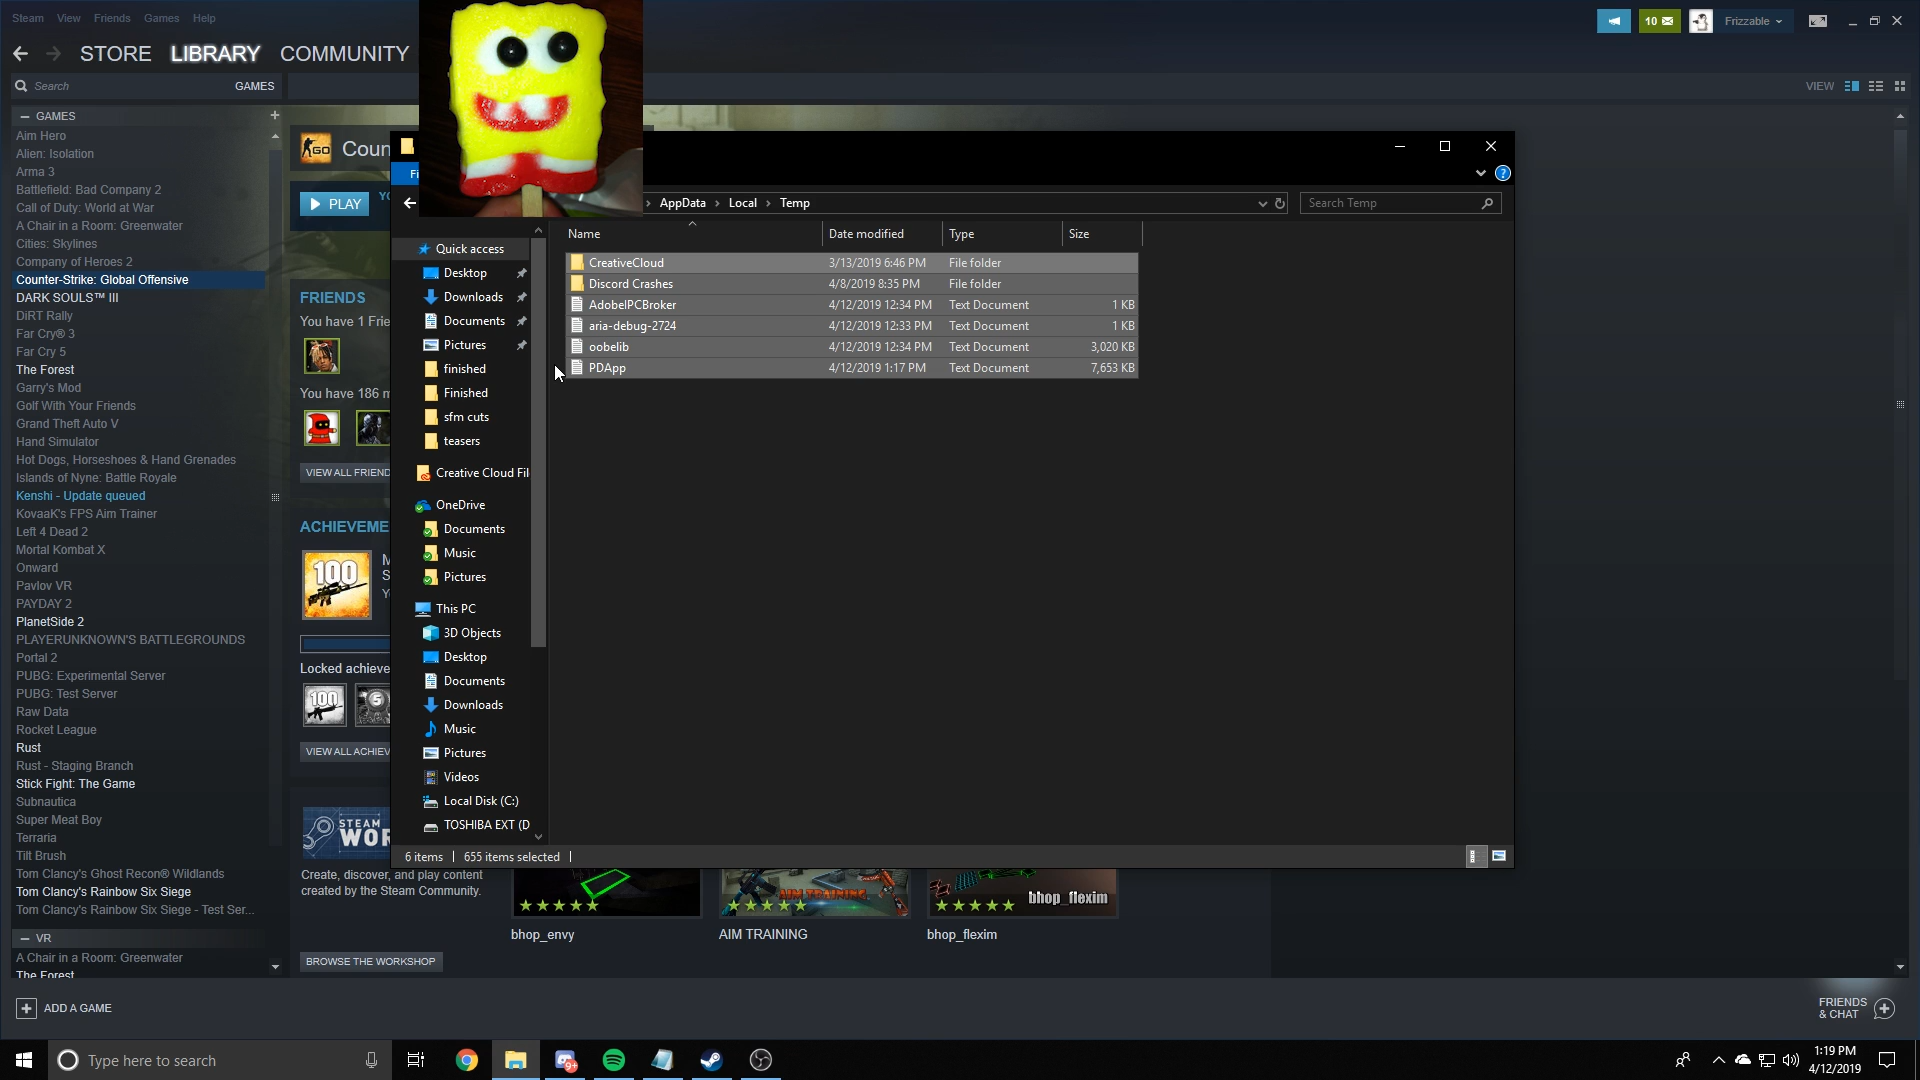 Steam View Friends Games Help
10
Frizzable
STORE LIBRARY COMMUNITY
Search
GAMES
VIEW
GAMES
Aim Hero
Alien: Isolation
Arma 3
Battlefield: Bad Company 2
Call of Duty: World at War
A Chair in a Room: Greenwater
Cities: Skylines
Company of Heroes 2
Counter-Strike: Global Offensive
DARK SOULS™ III
DiRT Rally
Far Cry® 3
Far Cry 5
The Forest
Garry's Mod
Golf With Your Friends
Grand Theft Auto V
Hand Simulator
Hot Dogs, Horseshoes & Hand Grenades
Islands of Nyne: Battle Royale
Kenshi - Update queued
KovaaK's FPS Aim Trainer
Left 4 Dead 2
Mortal Kombat X
Onward
Pavlov VR
PAYDAY 2
PlanetSide 2
PLAYERUNKNOWN'S BATTLEGROUNDS
Portal 2
PUBG: Experimental Server
PUBG: Test Server
Raw Data
Rocket League
Rust
Rust - Staging Branch
Stick Fight: The Game
Subnautica
Super Meat Boy
Terraria
Tilt Brush
Tom Clancy's Ghost Recon® Wildlands
Tom Clancy's Rainbow Six Siege
Tom Clancy's Rainbow Six Siege - Test Ser...
VR
A Chair in a Room: Greenwater
The Forest
ADD A GAME
GO
Coun
PLAY
YO
FRIENDS
You have 1 Frie
You have 186 m
VIEW ALL FRIEND
ACHIEVEME
100
M
S
Y
Locked achieve
100
5
VIEW ALL ACHIEV
STEAM
WOR
Create, discover, and play content
created by the Steam Community.
BROWSE THE WORKSHOP
Fi
AppData
Local
Temp
Search Temp
Name
Date modified
Type
Size
CreativeCloud 3/13/2019 6:46 PM File folder
Discord Crashes 4/8/2019 8:35 PM File folder
AdobeIPCBroker 4/12/2019 12:34 PM Text Document 1 KB
aria-debug-2724 4/12/2019 12:33 PM Text Document 1 KB
oobelib 4/12/2019 12:34 PM Text Document 3,020 KB
PDApp 4/12/2019 1:17 PM Text Document 7,653 KB
Quick access
Desktop
Downloads
Documents
Pictures
finished
Finished
sfm cuts
teasers
Creative Cloud Fil
OneDrive
Documents
Music
Pictures
This PC
3D Objects
Desktop
Documents
Downloads
Music
Pictures
Videos
Local Disk (C:)
TOSHIBA EXT (D
6 items
655 items selected
AIM TRAINING
bhop_flexim
bhop_envy
AIM TRAINING
bhop_flexim
FRIENDS
& CHAT
Type here to search
9+
1:19 PM
4/12/2019